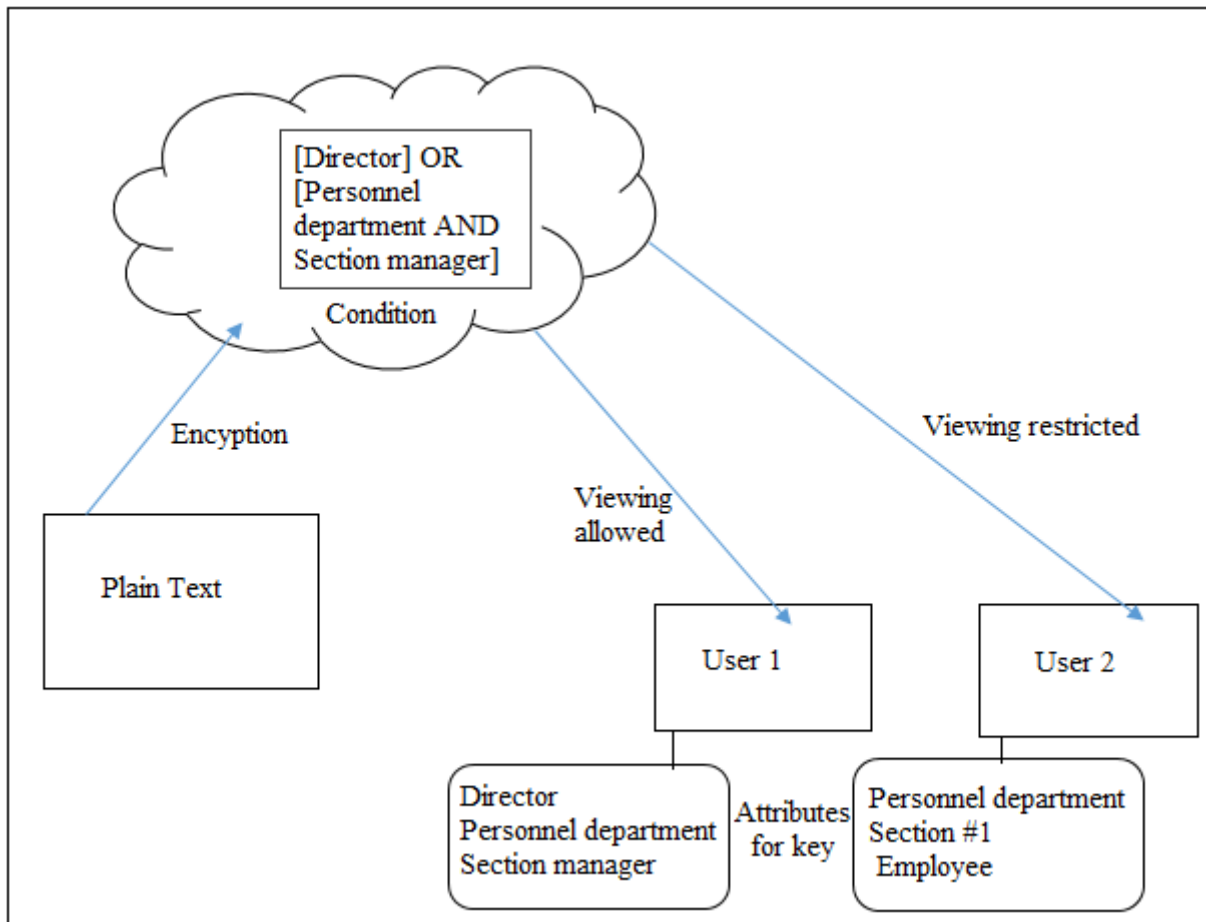 [Director] OR
[Personnel
department AND
Section manager]
Condition
Encyption
Viewing restricted
Viewing
allowed
Plain Text
User 1
User 2
Director
Personnel department
Section manager
Attributes
for key
Personnel department
Section #1
Employee